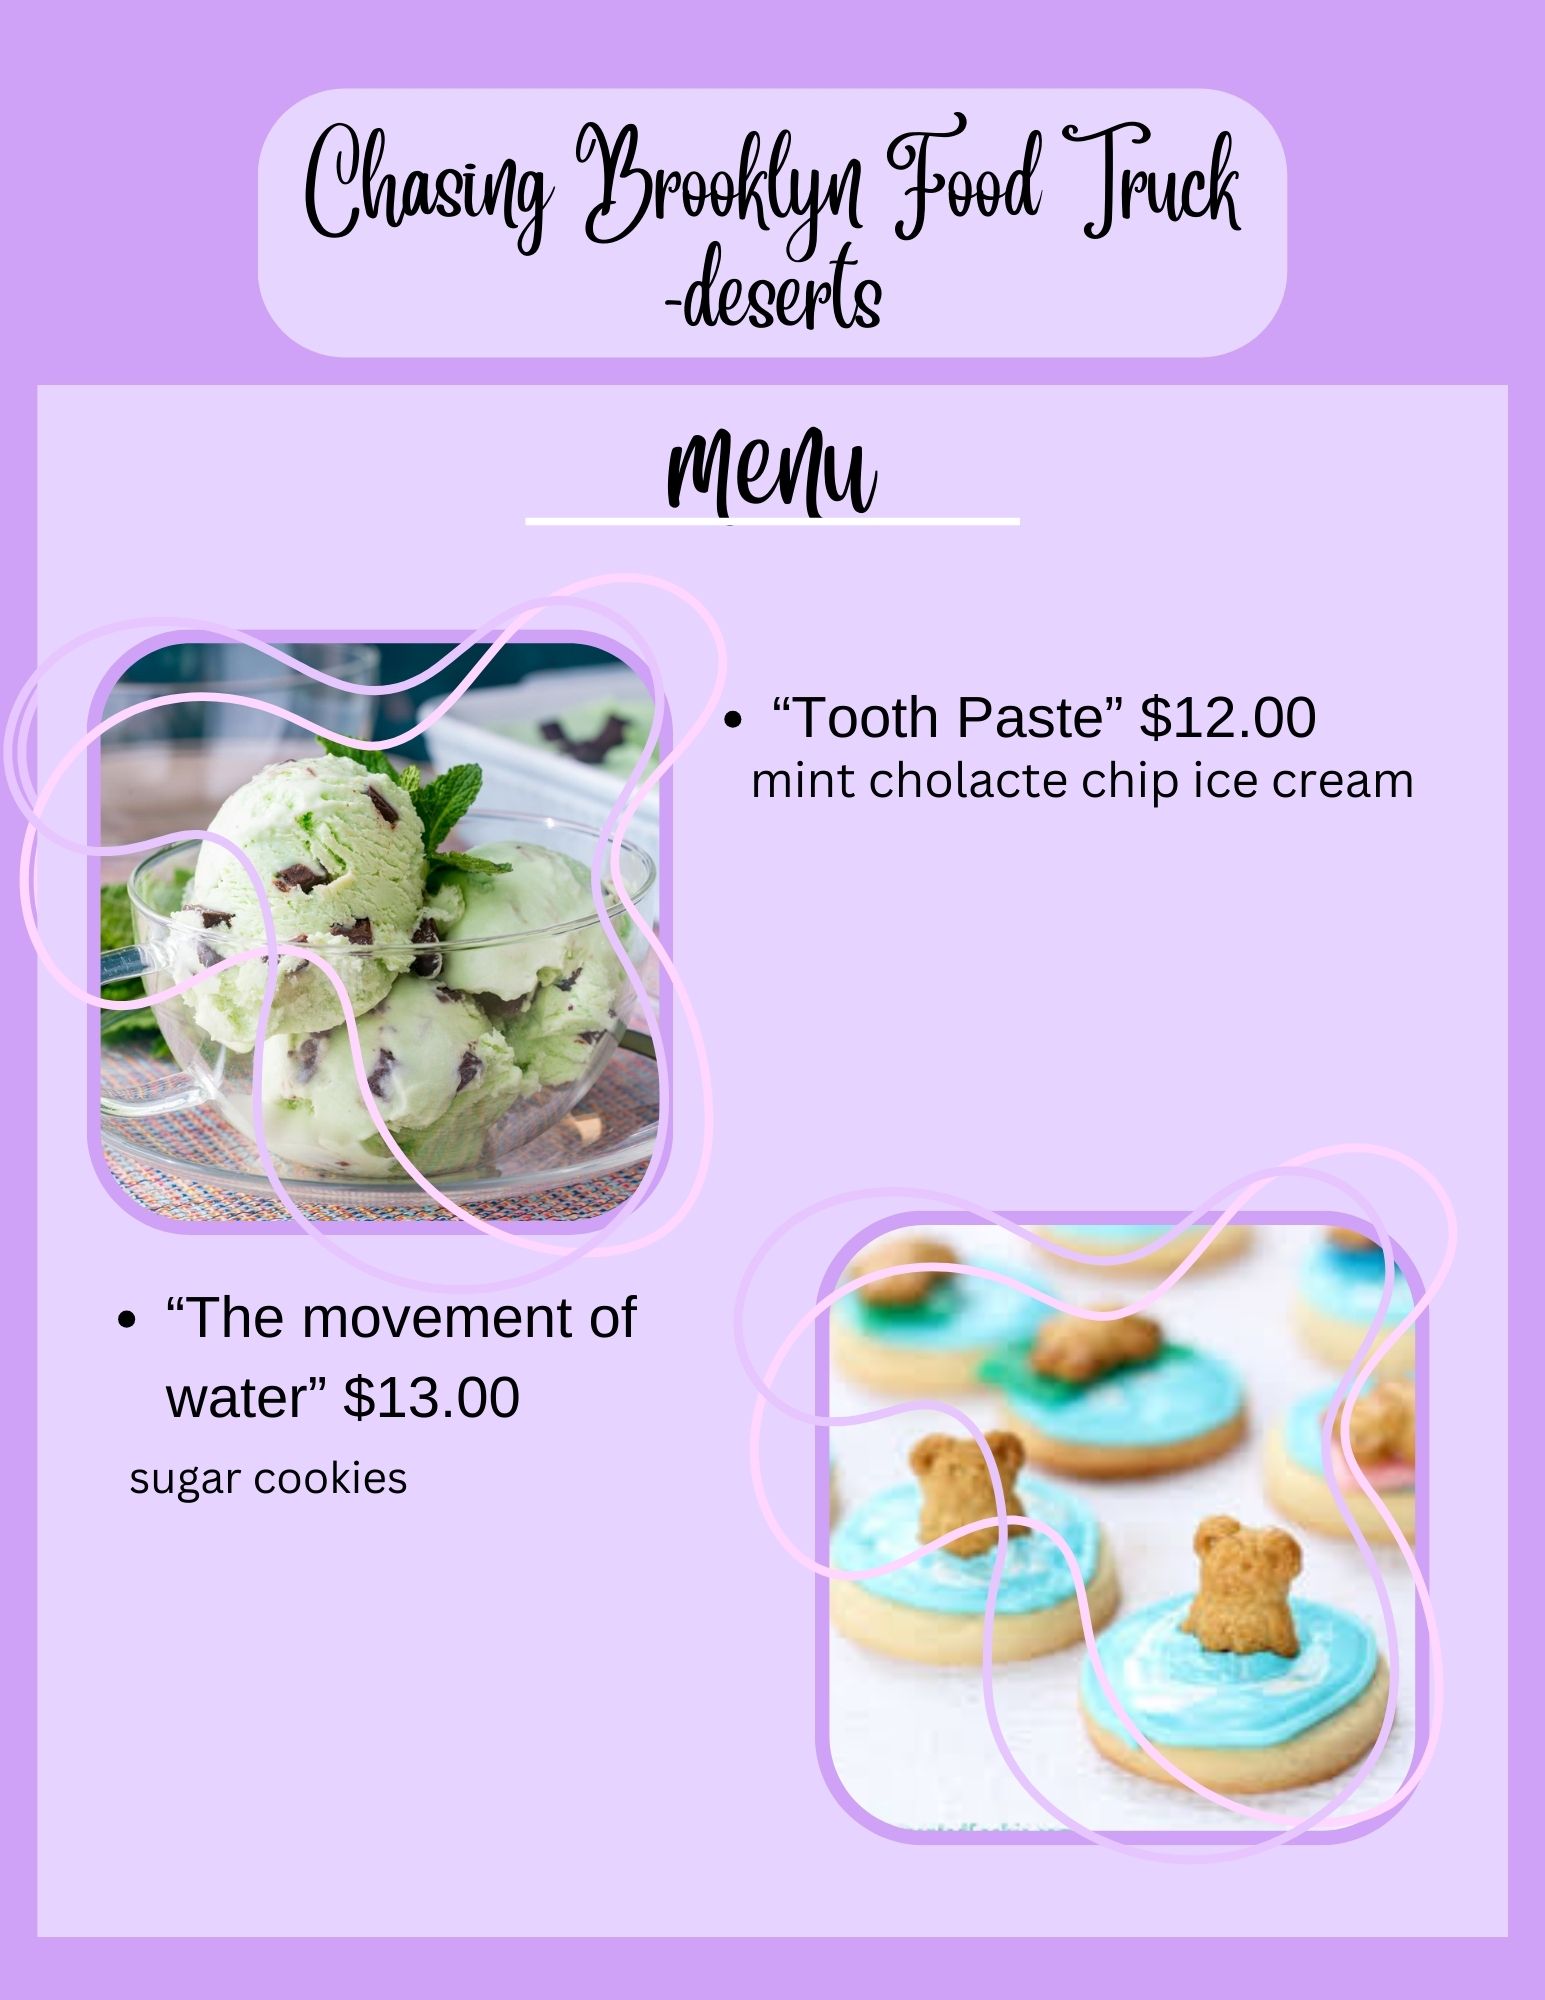 Chasing Brooklyn Food Truck
-deserts
menu
• “Tooth Paste” $12.00
mint cholacte chip ice cream
• “The movement of
water” $13.00
sugar cookies